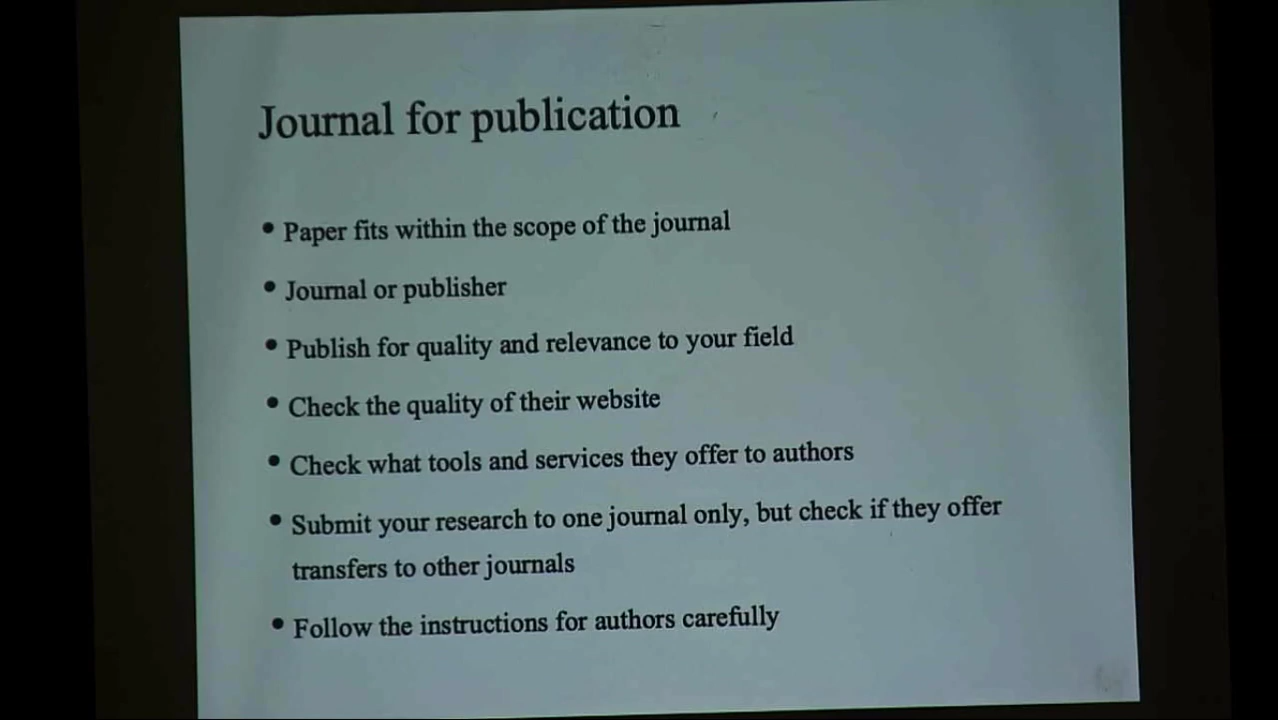 Journal for publication
• Paper fits within the scope of the journal
• Journal or publisher
• Publish for quality and relevance to your field
• Check the quality of their website
• Check what tools and services they offer to authors
• Submit your research to one journal only, but check if they offer
transfers to other journals
• Follow the instructions for authors carefully